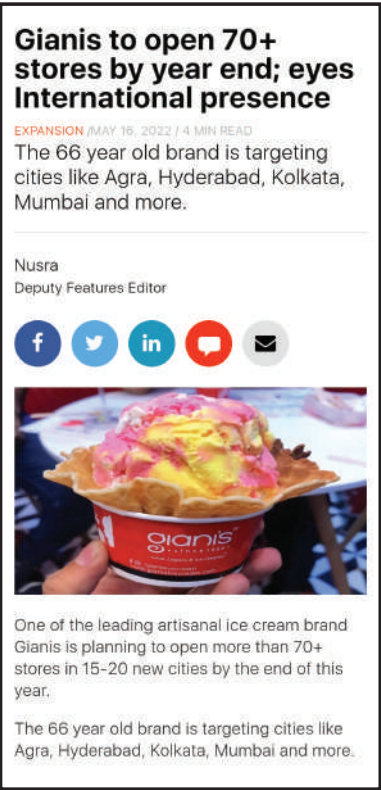 Gianis to open 70+
stores by year end; eyes
International presence
EXPANSION /MAY 16, 2022 / 4 MIN READ
The 66 year old brand is targeting
cities like Agra, Hyderabad, Kolkata,
Mumbai and more.
Nusra
Deputy Features Editor
f
in
gianis
One of the leading artisanal ice cream brand
Gianis is planning to open more than 70+
stores in 15-20 new cities by the end of this
year.
The 66 year old brand is targeting cities like
Agra, Hyderabad, Kolkata, Mumbai and more.